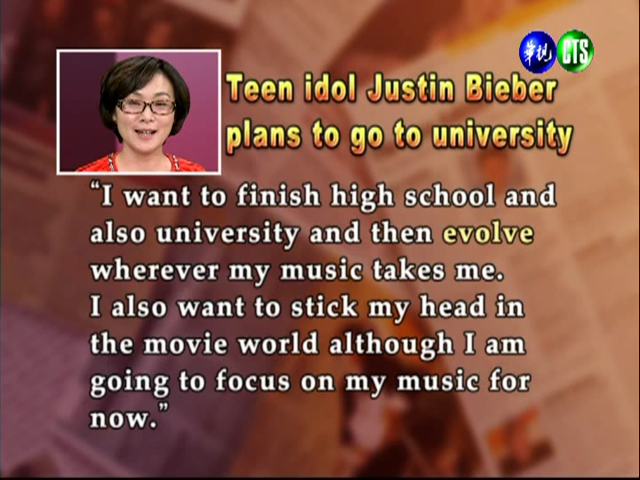 華視 CTS
Teen idol Justin Bieber
plans to go to university
“I want to finish high school and
also university and then evolve
wherever my music takes me.
I also want to stick my head in
the movie world although I am
going to focus on my music for
now.”